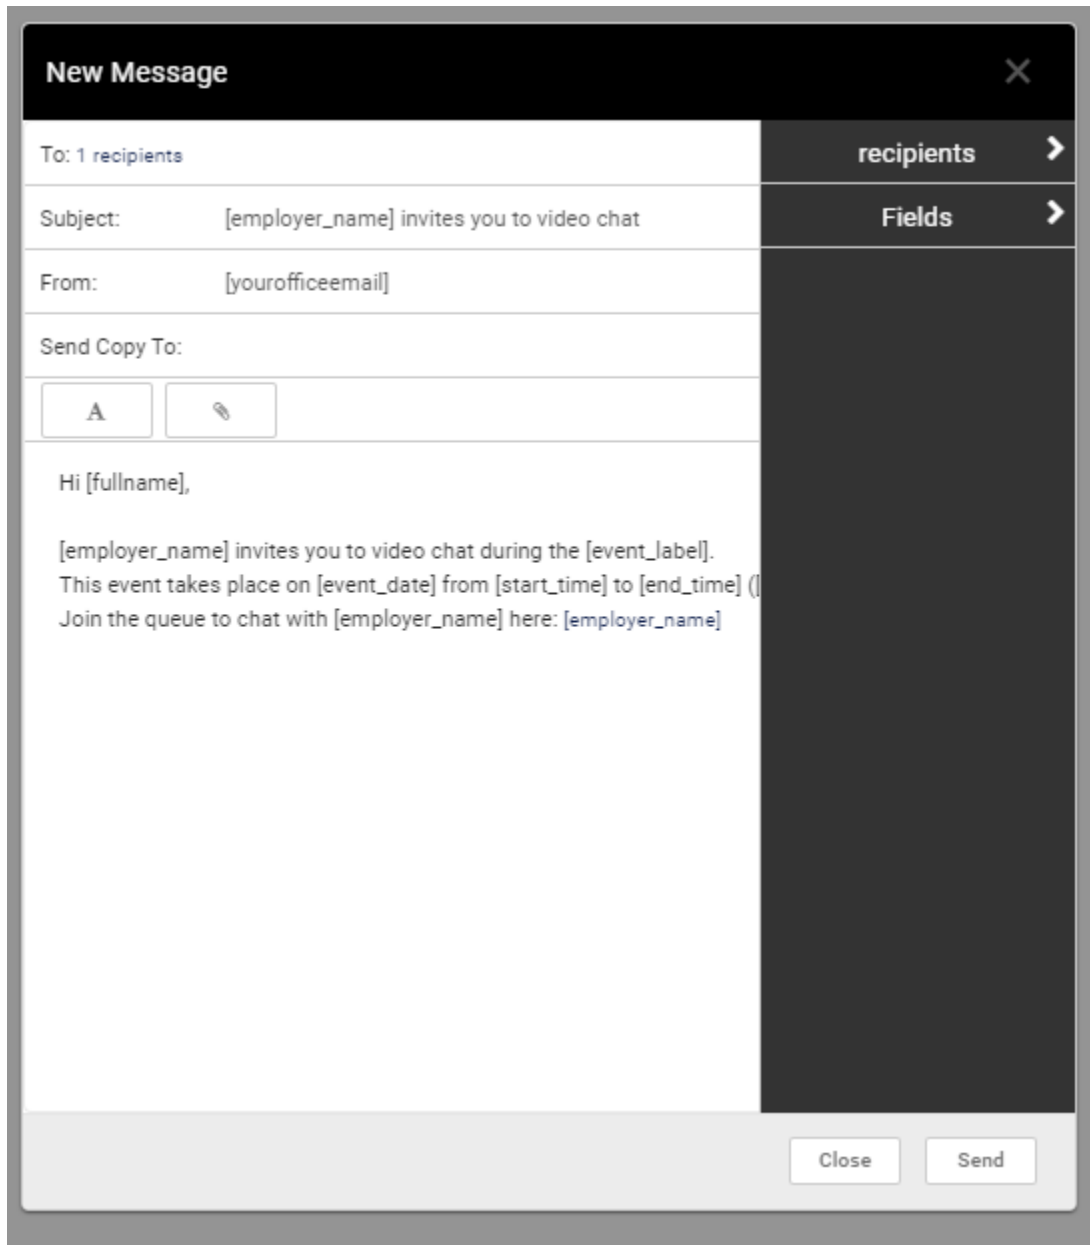 New Message
To: 1 recipients
recipients
Subject: [employer_name] invites you to video chat
Fields
From: [yourofficeemail]
Send Copy To:
A
Hi [fullname],
[employer_name] invites you to video chat during the [event_label].
This event takes place on [event_date] from [start_time] to [end_time] ([
Join the queue to chat with [employer_name] here: [employer_name]
Close Send